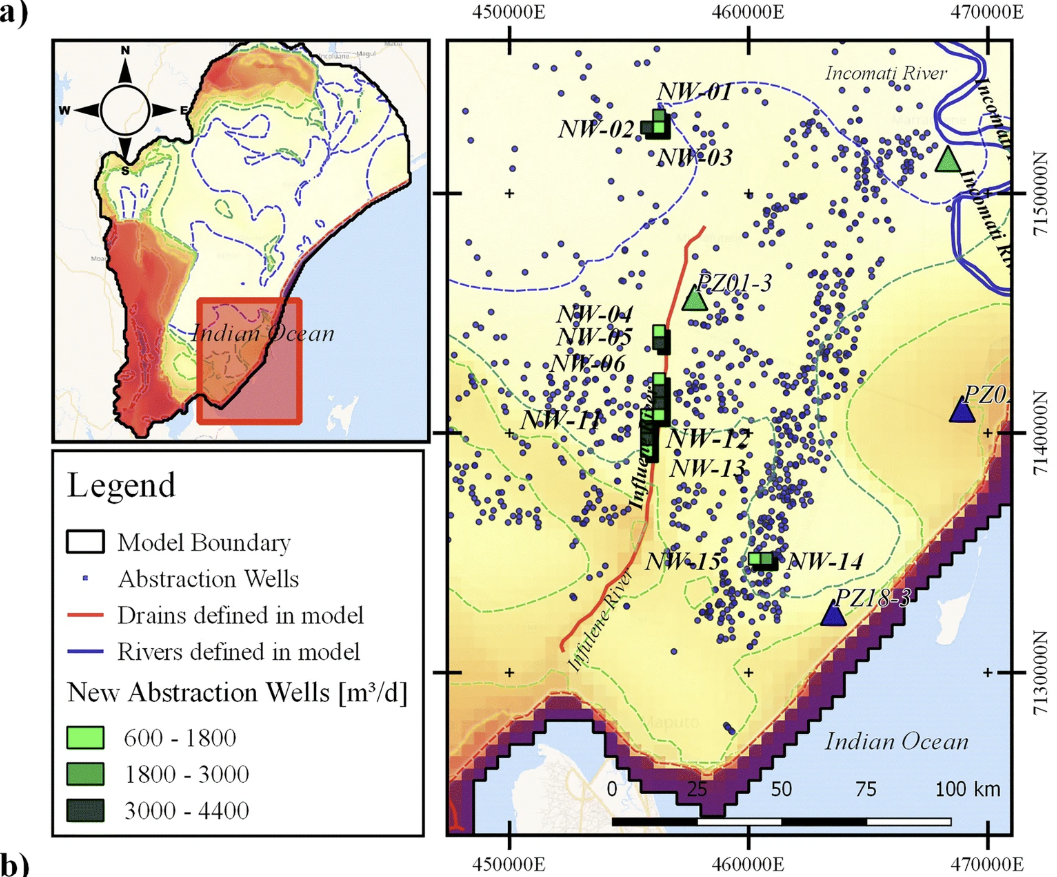 a)
450000E
460000E
470000E
N
W
E
S
Indian Ocean
Legend
Model Boundary
Abstraction Wells
Drains defined in model
Rivers defined in model
New Abstraction Wells [m³/d]
600 - 1800
1800 - 3000
3000 - 4400
Incomati River
Incomati
Incomati Ri
NW-01
NW-02
NW-03
PZ01-3
NW-04
NW-05
NW-06
PZ0
NW-11
NW-12
NW-13
NW-15
NW-14
PZ18-3
Infulene River
Maputo
Indian Ocean
0 25 50 75 100 km
7150000N
7140000N
7130000N
450000E
460000E
470000E
b)